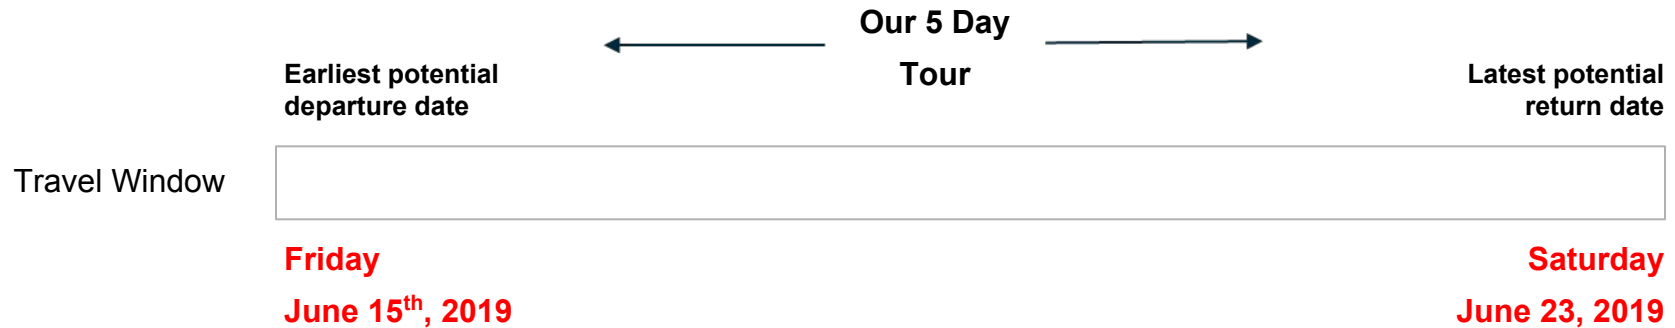 Our 5 Day
Tour
Earliest potential
departure date
Latest potential
return date
Travel Window
Friday
June 15th, 2019
Saturday
June 23, 2019